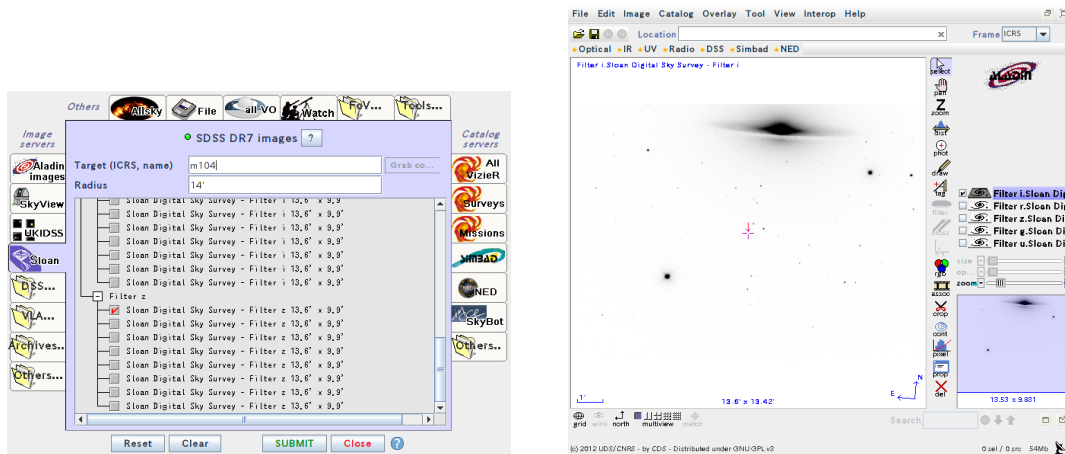 Others
Allsky
File
all VO
Watch
FoV...
Tools...
Image servers
Catalog servers
SDSS DR7 images ?
Target (ICRS, name) m104 Grab co...
Radius 14'
Aladin images
SkyView
UKIDSS
Sloan
DSS...
VLA...
Archives..
Others...
Sloan Digital Sky Survey - Filter i 13,6' x 9,9'
Sloan Digital Sky Survey - Filter i 13,6' x 9,9'
Sloan Digital Sky Survey - Filter i 13,6' x 9,9'
Sloan Digital Sky Survey - Filter i 13,6' x 9,9'
Sloan Digital Sky Survey - Filter i 13,6' x 9,9'
Sloan Digital Sky Survey - Filter i 13,6' x 9,9'
Sloan Digital Sky Survey - Filter i 13,6' x 9,9'
Filter z
Sloan Digital Sky Survey - Filter z 13,6' x 9,9'
Sloan Digital Sky Survey - Filter z 13,6' x 9,9'
Sloan Digital Sky Survey - Filter z 13,6' x 9,9'
Sloan Digital Sky Survey - Filter z 13,6' x 9,9'
Sloan Digital Sky Survey - Filter z 13,6' x 9,9'
Sloan Digital Sky Survey - Filter z 13,6' x 9,9'
Sloan Digital Sky Survey - Filter z 13,6' x 9,9'
Sloan Digital Sky Survey - Filter z 13,6' x 9,9'
All VizieR
Surveys
Missions
SIMBAD
NED
SkyBot
Others..
Reset Clear SUBMIT Close ?
File Edit Image Catalog Overlay Tool View Interop Help
Location Frame ICRS
Optical IR UV Radio DSS Simbad NED
Filter i.Sloan Digital Sky Survey - Filter i
1'
13.6' x 13.42'
N
E
select
pan
zoom
dist
phot
draw
tag
filter
rgb
assoc
crop
cont
pixel
prop
del
ALADIN
Filter i.Sloan Dig
Filter r.Sloan Dig
Filter z.Sloan Dig
Filter g.Sloan Dig
Filter u.Sloan Dig
size
op...
zoom
13.53 x 9.831
grid wink north multiview match
Search
(c) 2012 UDS/CNRS - by CDS - Distributed under GNU GPL v3
0 sel / 0 src 54Mb